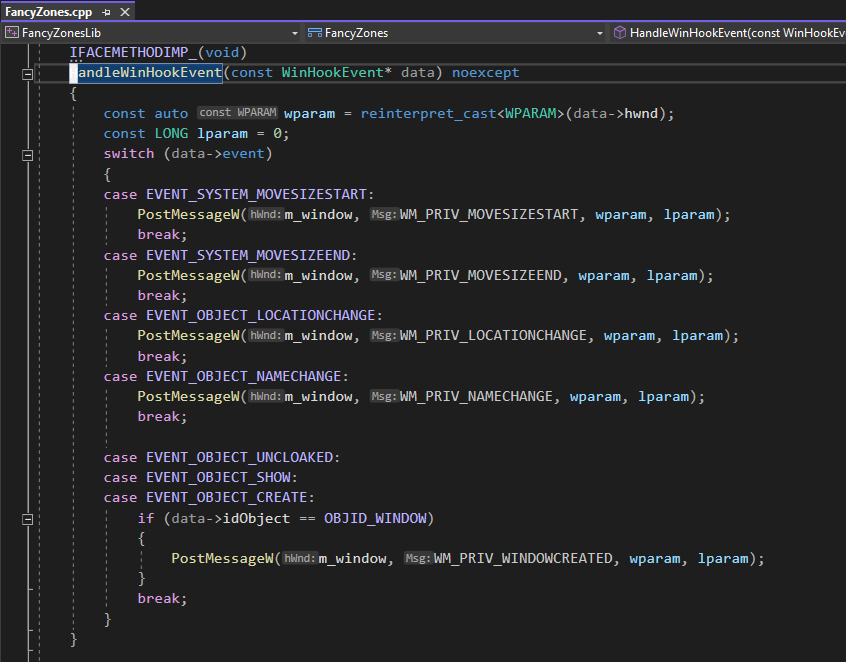 FancyZones.cpp
FancyZonesLib FancyZones HandleWinHookEvent(const WinHookEv
IFACEMETHODIMP_(void)
andleWinHookEvent(const WinHookEvent* data) noexcept
{
const auto const WPARAM wparam = reinterpret_cast<WPARAM>(data->hwnd);
const LONG lparam = 0;
switch (data->event)
{
case EVENT_SYSTEM_MOVESIZESTART:
PostMessageW(hWnd:m_window, Msg:WM_PRIV_MOVESIZESTART, wparam, lparam);
break;
case EVENT_SYSTEM_MOVESIZEEND:
PostMessageW(hWnd:m_window, Msg:WM_PRIV_MOVESIZEEND, wparam, lparam);
break;
case EVENT_OBJECT_LOCATIONCHANGE:
PostMessageW(hWnd:m_window, Msg:WM_PRIV_LOCATIONCHANGE, wparam, lparam);
break;
case EVENT_OBJECT_NAMECHANGE:
PostMessageW(hWnd:m_window, Msg:WM_PRIV_NAMECHANGE, wparam, lparam);
break;
case EVENT_OBJECT_UNCLOAKED:
case EVENT_OBJECT_SHOW:
case EVENT_OBJECT_CREATE:
if (data->idObject == OBJID_WINDOW)
{
PostMessageW(hWnd:m_window, Msg:WM_PRIV_WINDOWCREATED, wparam, lparam);
}
break;
}
}